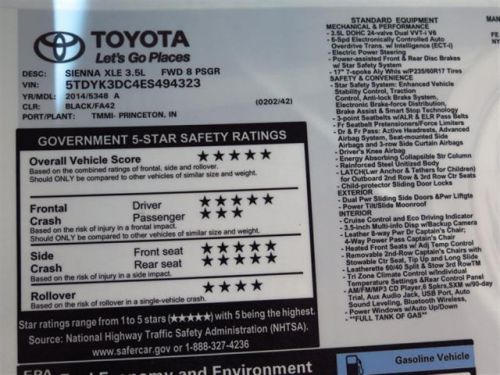 TOYOTA
Let's Go Places
DESC: SIENNA XLE 3.5L FWD 8 PSGR
VIN: 5TDYK3DC4ES494323
YR/MDL: 2014/5348 A
CLR: BLACK/FA42 (0202/42)
PORT/PLANT: TMMI- PRINCETON, IN
GOVERNMENT 5-STAR SAFETY RATINGS
Overall Vehicle Score ★★★★★
Based on the combined ratings of frontal, side and rollover.
Should ONLY be compared to other vehicles of similar size and weight.
Frontal Driver ★★★★
Crash Passenger ★★★
Based on the risk of injury in a frontal impact.
Should ONLY be compared to other vehicles of similar size and weight.
Side Front seat ★★★★★
Crash Rear seat ★★★★★
Based on the risk of injury in a side impact.
Rollover ★★★★
Based on the risk of rollover in a single-vehicle crash.
Star ratings range from 1 to 5 stars (★★★★★) with 5 being the highest.
Source: National Highway Traffic Safety Administration (NHTSA).
www.safercar.gov or 1-888-327-4236
STANDARD EQUIPMENT
MECHANICAL & PERFORMANCE
- 3.5L DOHC 24-valve Dual VVT-i V6
- 6-Spd Electronically Controlled Auto
Overdrive Trans. w/ Intelligence (ECT-i)
- Electric Power Steering
- Power-assisted Front & Rear Disc Brakes
w/ Star Safety System
- 17" 7-spoke Aly Whls w/P235/60R17 Tires
SAFETY & CONVENIENCE
- Star Safety System: Enhanced Vehicle
Stability Control, Traction
Control, Anti-lock Brake System,
Electronic Brake-force Distribution,
Brake Assist & Smart Stop Technology
- 3-point Seatbelts w/ALR & ELR Pass Belts
- Fr Seatbelt Pretensioners/Force Limiters
- Dr & Fr Pass: Active Headrests, Advanced
Airbag System, Seat-mounted Side
Airbags and 3-row Side Curtain Airbags
- Driver's Knee Airbag
- Energy Absorbing Collapsible Str Column
- Reinforced Steel Unitised Body
- LATCH(Lwr Anchor & Tethers for Children)
for Outboard 2nd Row & 3rd Row Ctr Seats
- Child-protector Sliding Door Locks
EXTERIOR
- Dual Pwr Sliding Side Doors &Pwr Liftgte
- Power Tilt/Slide Moonroof
INTERIOR
- Cruise Control and Eco Driving Indicator
- 3.5-inch Multi-info Disp w/Backup Camera
- Leather 8-way Pwr Dr Captain's Chair;
4-Way Power Pass Captain's Chair
- Heated Front Seats w/ Adj Temp Control
- Removable 2nd-Row Captain's Chairs with
Stowable Ctr Seat, Tip Up and Long Slide
- Leatherette 60/40 Split & Stow 3rd RowTM
- Tri Zone Climate Control w/Individual
Temperature Settings &Rear Control Panel
- AM/FM/MP3 CD Player,6 Spkrs,SXM w/90-day
Trial, Aux Audio Jack, USB Port, Auto
Sound Leveling, Bluetooth Wireless,
- Power Windows w/Auto Up/Down
- **FULL TANK OF GAS**
EPA
Fuel Economy and Environment
Gasoline Vehicle